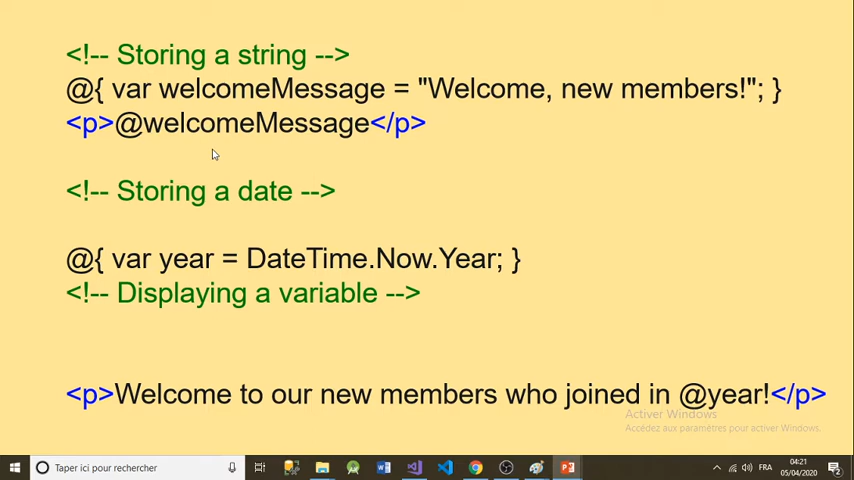 <!-- Storing a string -->
@{ var welcomeMessage = "Welcome, new members!"; }
<p>@welcomeMessage</p>
<!-- Storing a date -->
@{ var year = DateTime.Now.Year; }
<!-- Displaying a variable -->
<p>Welcome to our new members who joined in @year!</p>
Activer Windows
Accédez aux paramètres pour activer Windows.
Taper ici pour rechercher
FRA
04:21
05/04/2020
2